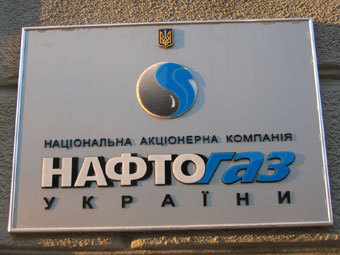 НАЦІОНАЛЬНА АКЦІОНЕРНА КОМПАНІЯ
НАФТОГАЗ
УКРАЇНИ